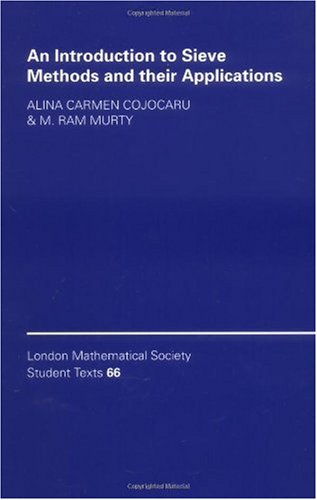 An Introduction to Sieve
Methods and their Applications
ALINA CARMEN COJOCARU
& M. RAM MURTY
London Mathematical Society
Student Texts 66